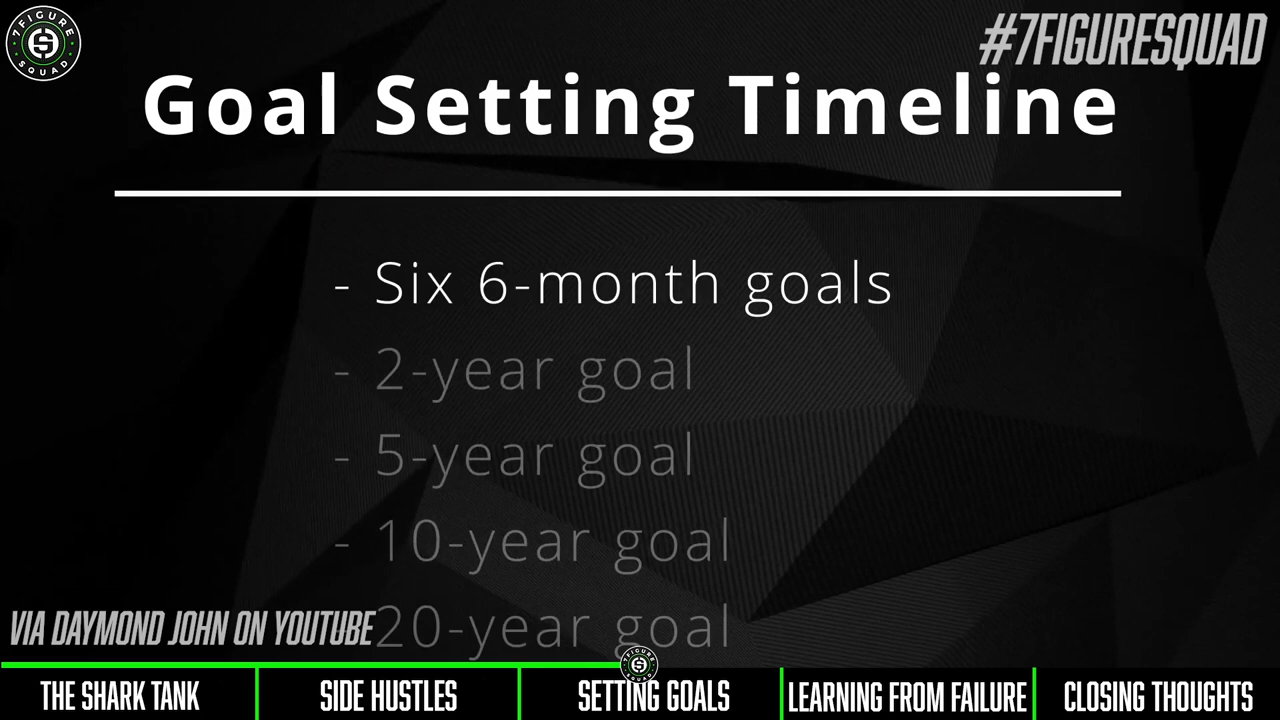 7FIGURE
SQUAD
#7FIGURESQUAD
Goal Setting Timeline
- Six 6-month goals
- 2-year goal
- 5-year goal
- 10-year goal
VIA DAYMOND JOHN ON YOUTUBE
- 20-year goal
7FIGURE
SQUAD
THE SHARK TANK
SIDE HUSTLES
SETTING GOALS
LEARNING FROM FAILURE
CLOSING THOUGHTS